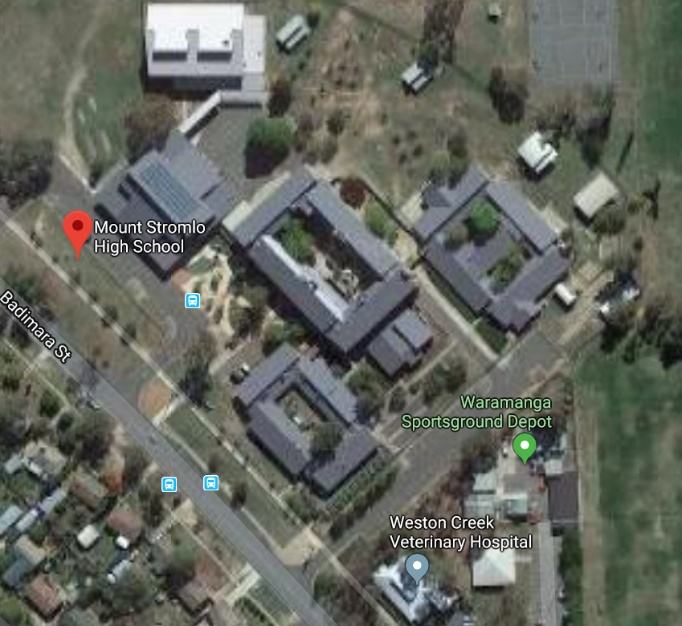 Mount Stromlo
High School
Badimara St
Waramanga
Sportsground Depot
Weston Creek
Veterinary Hospital